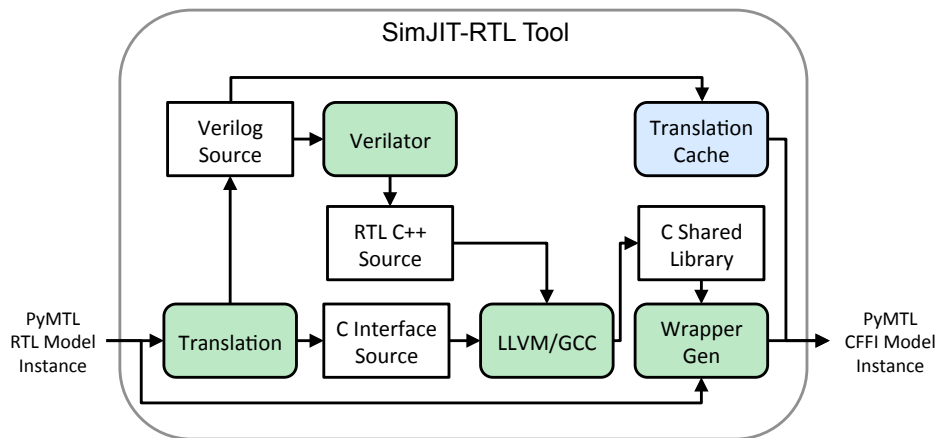 SimJIT-RTL Tool
Verilog
Source
Verilator
Translation
Cache
RTL C++
Source
C Shared
Library
PyMTL
RTL Model
Instance
Translation
C Interface
Source
LLVM/GCC
Wrapper
Gen
PyMTL
CFFI Model
Instance